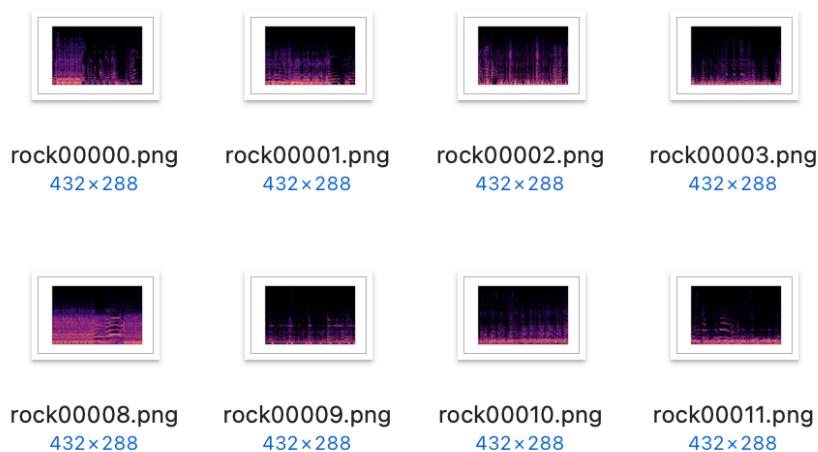 rock00000.png rock00001.png rock00002.png rock00003.png
432×288 432×288 432×288 432×288
rock00008.png rock00009.png rock00010.png rock00011.png
432×288 432×288 432×288 432×288